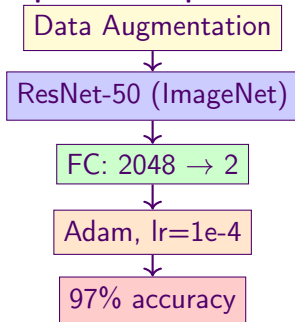 Data Augmentation
ResNet-50 (ImageNet)
FC: 2048 → 2
Adam, lr=1e-4
97% accuracy